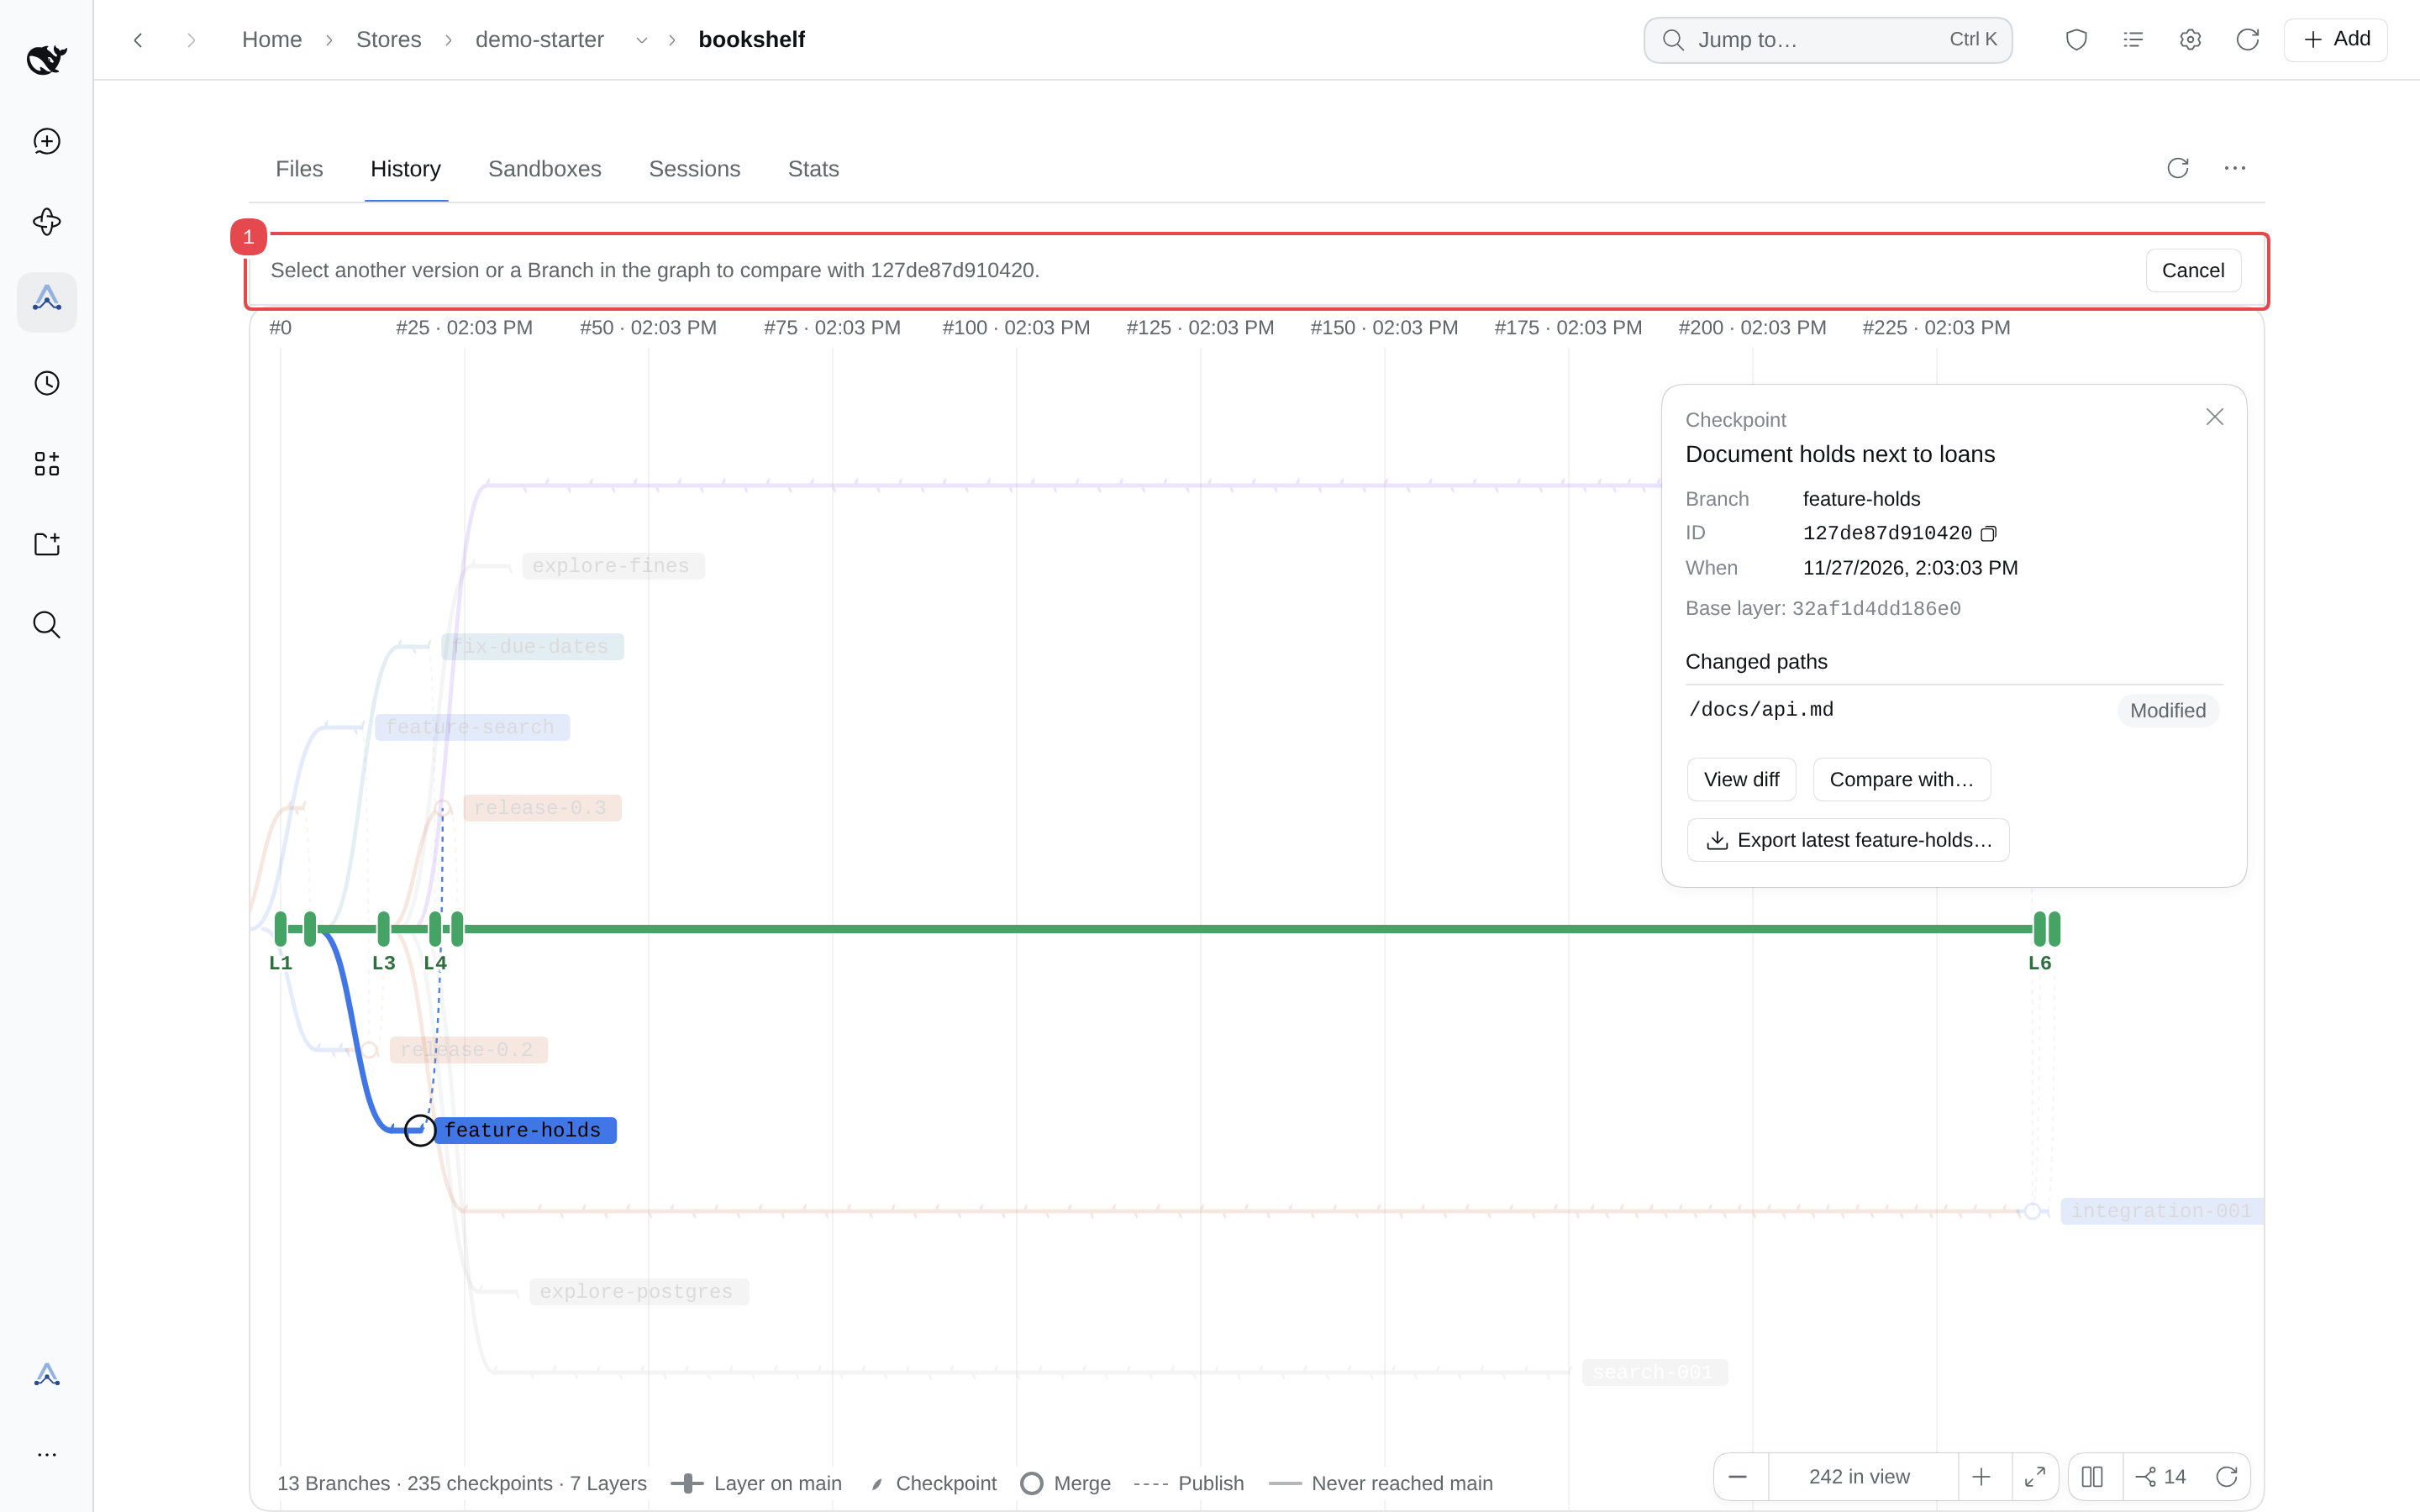 Home > Stores > demo-starter > bookshelf
Jump to… Ctrl K
Add
Files History Sandboxes Sessions Stats
1
Select another version or a Branch in the graph to compare with 127de87d910420.
Cancel
#0 #25 · 02:03 PM #50 · 02:03 PM #75 · 02:03 PM #100 · 02:03 PM #125 · 02:03 PM #150 · 02:03 PM #175 · 02:03 PM #200 · 02:03 PM #225 · 02:03 PM
Checkpoint
Document holds next to loans
Branch feature-holds
ID 127de87d910420
When 11/27/2026, 2:03:03 PM
Base layer: 32af1d4dd186e0
Changed paths
/docs/api.md Modified
View diff Compare with…
Export latest feature-holds…
explore-fines
fix-due-dates
feature-search
release-0.3
L1 L3 L4 L6
release-0.2
feature-holds
integration-001
explore-postgres
search-001
13 Branches · 235 checkpoints · 7 Layers Layer on main Checkpoint Merge Publish Never reached main
242 in view
14